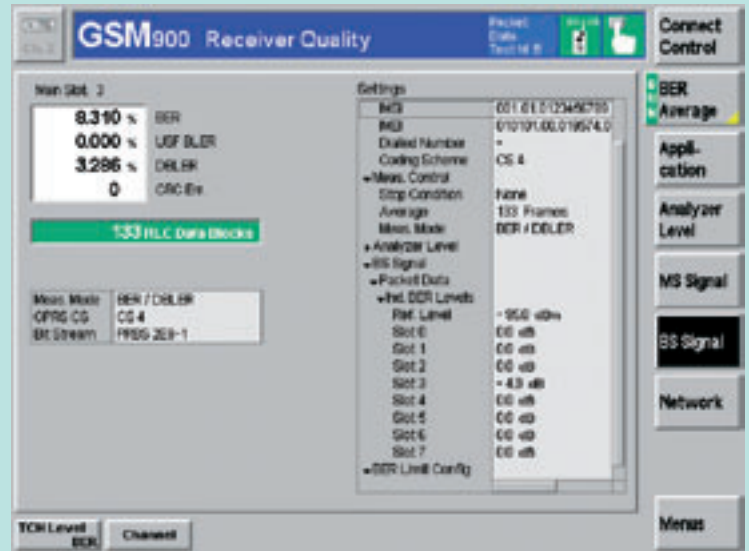 GSM900 Receiver Quality
Packet
Data
Connect
Control
Main Slot 3
8.310 % BER
0.000 % USF BLER
3.286 % DBLER
0 CRC Err.
133 RLC Data Blocks
Meas. Mode BER / DBLER
GPRS CS CS 4
Bit Stream PRBS 2E9-1
Settings
IMSI
IMEI
Dialed Number
Coding Scheme CS 4
Meas. Control
Stop Condition None
Average 133 Frames
Meas. Mode BER / DBLER
Analyzer Level
BS Signal
Packet Data
Ind. BER Levels
Ref. Level
Slot 0 0.0 dB
Slot 1 0.0 dB
Slot 2 0.0 dB
Slot 3
Slot 4 0.0 dB
Slot 5 0.0 dB
Slot 6 0.0 dB
Slot 7 0.0 dB
BER Limit Config
BER
Average
Appli-
cation
Analyzer
Level
MS Signal
BS Signal
Network
Menus
TCH Level
BER
Channel